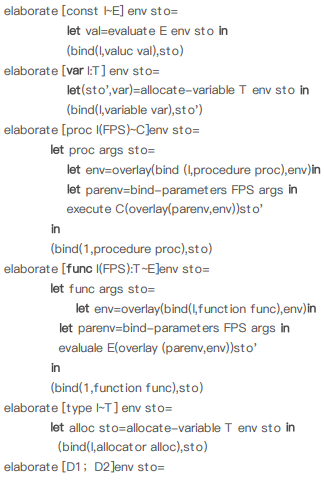 elaborate [const I~E] env sto=
let val=evaluate E env sto in
(bind(I,valuc val),sto)
elaborate [var I:T] env sto=
let(sto',var)=allocate-variable T env sto in
(bind(I,variable var),sto')
elaborate [proc I(FPS)~C]env sto=
let proc args sto=
let env=overlay(bind (I,procedure proc),env)in
let parenv=bind-parameters FPS args in
execute C(overlay(parenv,env))sto'
in
(bind(1,procedure proc),sto)
elaborate [func I(FPS):T~E]env sto=
let func args sto=
let env=overlay(bind(I,function func),env)in
let parenv=bind-parameters FPS args in
evaluale E(overlay (parenv,env))sto'
in
(bind(1,function func),sto)
elaborate [type I~T] env sto=
let alloc sto=allocate-variable T env sto in
(bind(I,allocator alloc),sto)
elaborate [D1；D2]env sto=